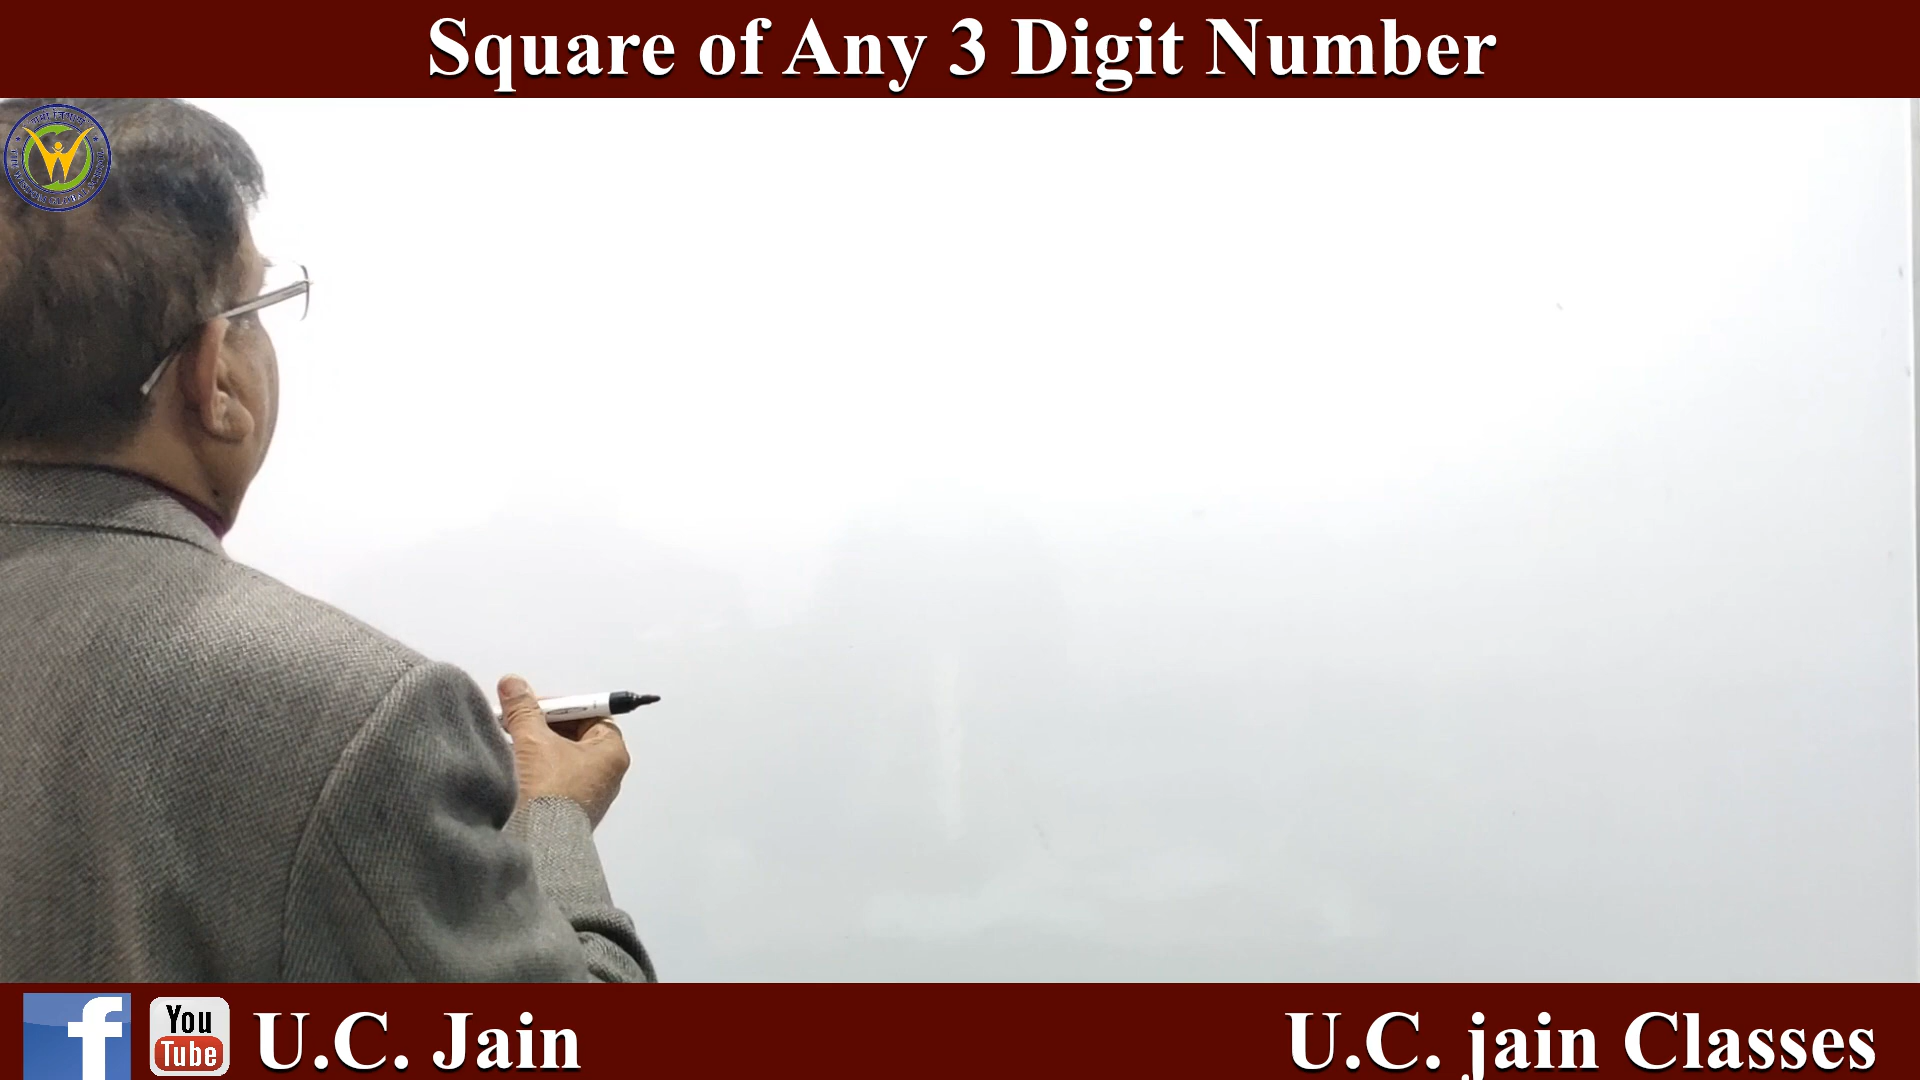 Square of Any 3 Digit Number
W
f
You
Tube
U.C. Jain
U.C. jain Classes